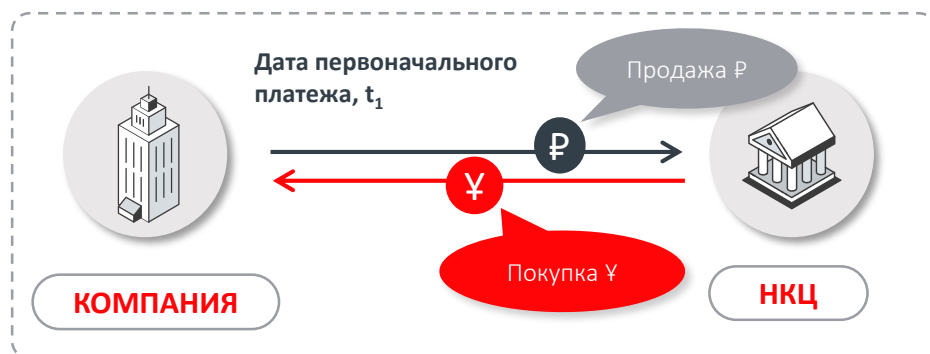 Дата первоначального
платежа, t₁
Продажа ₽
₽
¥
Покупка ¥
КОМПАНИЯ
НКЦ